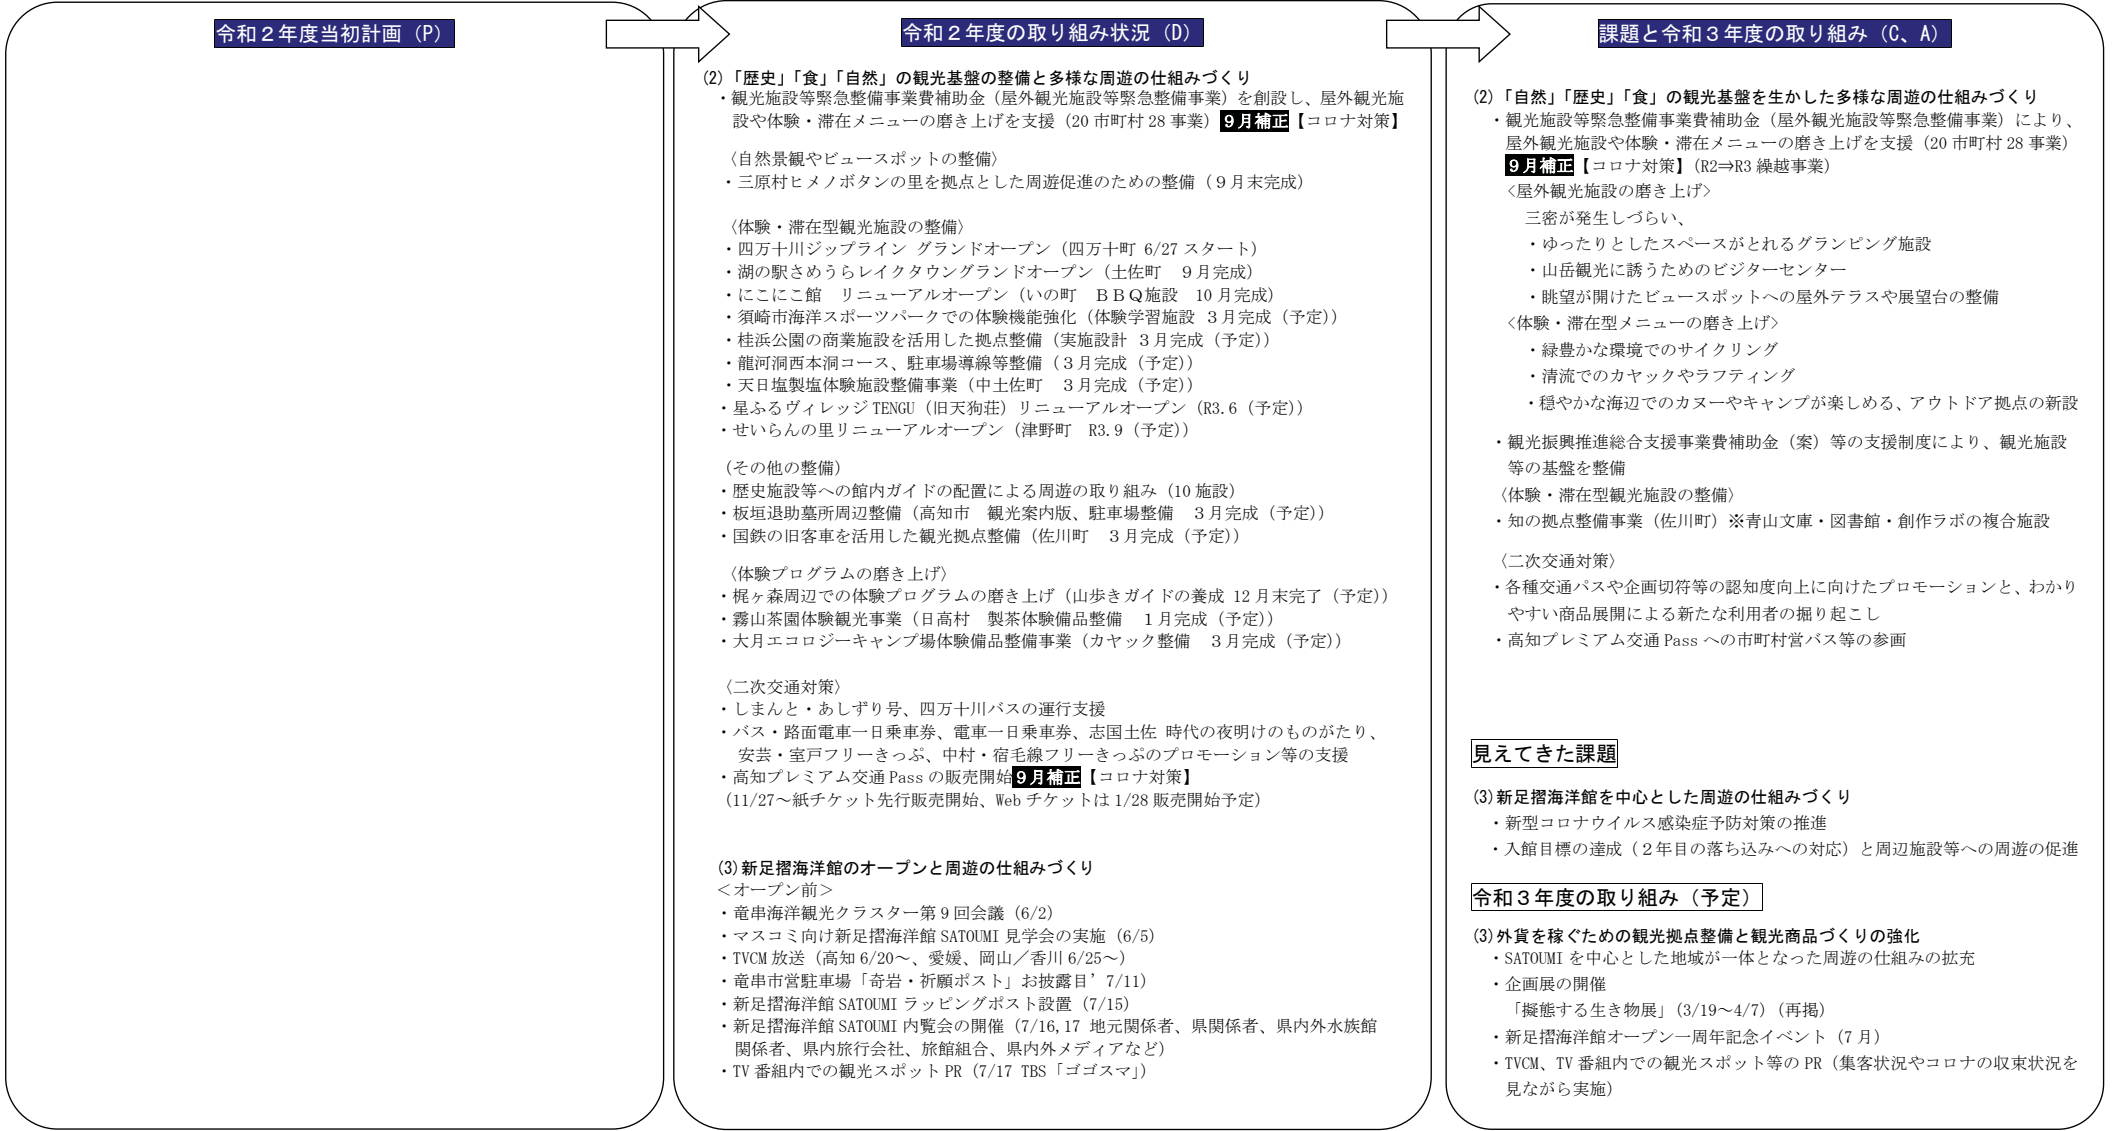 令和２年度当初計画（P）
令和２年度の取り組み状況（D）
(2)「歴史」「食」「自然」の観光基盤の整備と多様な周遊の仕組みづくり
・観光施設等緊急整備事業費補助金（屋外観光施設等緊急整備事業）を創設し、屋外観光施
設や体験・滞在メニューの磨き上げを支援（20 市町村 28 事業）９月補正【コロナ対策】
〈自然景観やビュースポットの整備〉
・三原村ヒメノボタンの里を拠点とした周遊促進のための整備（９月末完成）
〈体験・滞在型観光施設の整備〉
・四万十川ジップライン グランドオープン（四万十町 6/27 スタート）
・湖の駅さめうらレイクタウングランドオープン（土佐町　９月完成）
・にこにこ館　リニューアルオープン（いの町　ＢＢＱ施設　10 月完成）
・須崎市海洋スポーツパークでの体験機能強化（体験学習施設 ３月完成（予定））
・桂浜公園の商業施設を活用した拠点整備（実施設計 ３月完成（予定））
・龍河洞西本洞コース、駐車場導線等整備（３月完成（予定））
・天日塩製塩体験施設整備事業（中土佐町　３月完成（予定））
・星ふるヴィレッジ TENGU（旧天狗荘）リニューアルオープン（R3.6（予定））
・せいらんの里リニューアルオープン（津野町　R3.9（予定））
（その他の整備）
・歴史施設等への館内ガイドの配置による周遊の取り組み（10 施設）
・板垣退助墓所周辺整備（高知市　観光案内版、駐車場整備　３月完成（予定））
・国鉄の旧客車を活用した観光拠点整備（佐川町　３月完成（予定））
〈体験プログラムの磨き上げ〉
・梶ヶ森周辺での体験プログラムの磨き上げ（山歩きガイドの養成 12 月末完了（予定））
・霧山茶園体験観光事業（日高村　製茶体験備品整備　１月完成（予定））
・大月エコロジーキャンプ場体験備品整備事業（カヤック整備　３月完成（予定））
〈二次交通対策〉
・しまんと・あしずり号、四万十川バスの運行支援
・バス・路面電車一日乗車券、電車一日乗車券、志国土佐 時代の夜明けのものがたり、
安芸・室戸フリーきっぷ、中村・宿毛線フリーきっぷのプロモーション等の支援
・高知プレミアム交通 Pass の販売開始９月補正【コロナ対策】
（11/27～紙チケット先行販売開始、Web チケットは 1/28 販売開始予定）
(3)新足摺海洋館のオープンと周遊の仕組みづくり
＜オープン前＞
・竜串海洋観光クラスター第 9 回会議（6/2）
・マスコミ向け新足摺海洋館 SATOUMI 見学会の実施（6/5）
・TVCM 放送（高知 6/20～、愛媛、岡山／香川 6/25～）
・竜串市営駐車場「奇岩・祈願ポスト」お披露目’7/11）
・新足摺海洋館 SATOUMI ラッピングポスト設置（7/15）
・新足摺海洋館 SATOUMI 内覧会の開催（7/16,17 地元関係者、県関係者、県内外水族館
関係者、県内旅行会社、旅館組合、県内外メディアなど）
・TV 番組内での観光スポット PR（7/17 TBS「ゴゴスマ」）
課題と令和３年度の取り組み（C、A）
(2)「自然」「歴史」「食」の観光基盤を生かした多様な周遊の仕組みづくり
・観光施設等緊急整備事業費補助金（屋外観光施設等緊急整備事業）により、
屋外観光施設や体験・滞在メニューの磨き上げを支援（20 市町村 28 事業）
９月補正【コロナ対策】（R2⇒R3 繰越事業）
<屋外観光施設の磨き上げ>
三密が発生しづらい、
・ゆったりとしたスペースがとれるグランピング施設
・山岳観光に誘うためのビジターセンター
・眺望が開けたビュースポットへの屋外テラスや展望台の整備
<体験・滞在型メニューの磨き上げ>
・緑豊かな環境でのサイクリング
・清流でのカヤックやラフティング
・穏やかな海辺でのカヌーやキャンプが楽しめる、アウトドア拠点の新設
・観光振興推進総合支援事業費補助金（案）等の支援制度により、観光施設
等の基盤を整備
〈体験・滞在型観光施設の整備〉
・知の拠点整備事業（佐川町）※青山文庫・図書館・創作ラボの複合施設
〈二次交通対策〉
・各種交通パスや企画切符等の認知度向上に向けたプロモーションと、わかり
やすい商品展開による新たな利用者の掘り起こし
・高知プレミアム交通 Pass への市町村営バス等の参画
見えてきた課題
(3)新足摺海洋館を中心とした周遊の仕組みづくり
・新型コロナウイルス感染症予防対策の推進
・入館目標の達成（２年目の落ち込みへの対応）と周辺施設等への周遊の促進
令和３年度の取り組み（予定）
(3)外貨を稼ぐための観光拠点整備と観光商品づくりの強化
・SATOUMI を中心とした地域が一体となった周遊の仕組みの拡充
・企画展の開催
「擬態する生き物展」（3/19～4/7）（再掲）
・新足摺海洋館オープン一周年記念イベント（7 月）
・TVCM、TV 番組内での観光スポット等の PR（集客状況やコロナの収束状況を
見ながら実施）